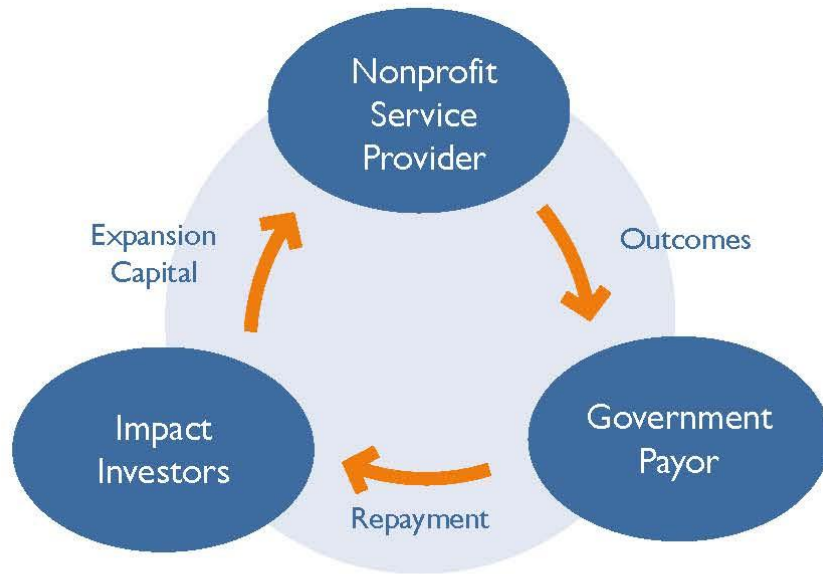 Nonprofit
Service
Provider
Expansion
Capital
Outcomes
Impact
Investors
Government
Payor
Repayment